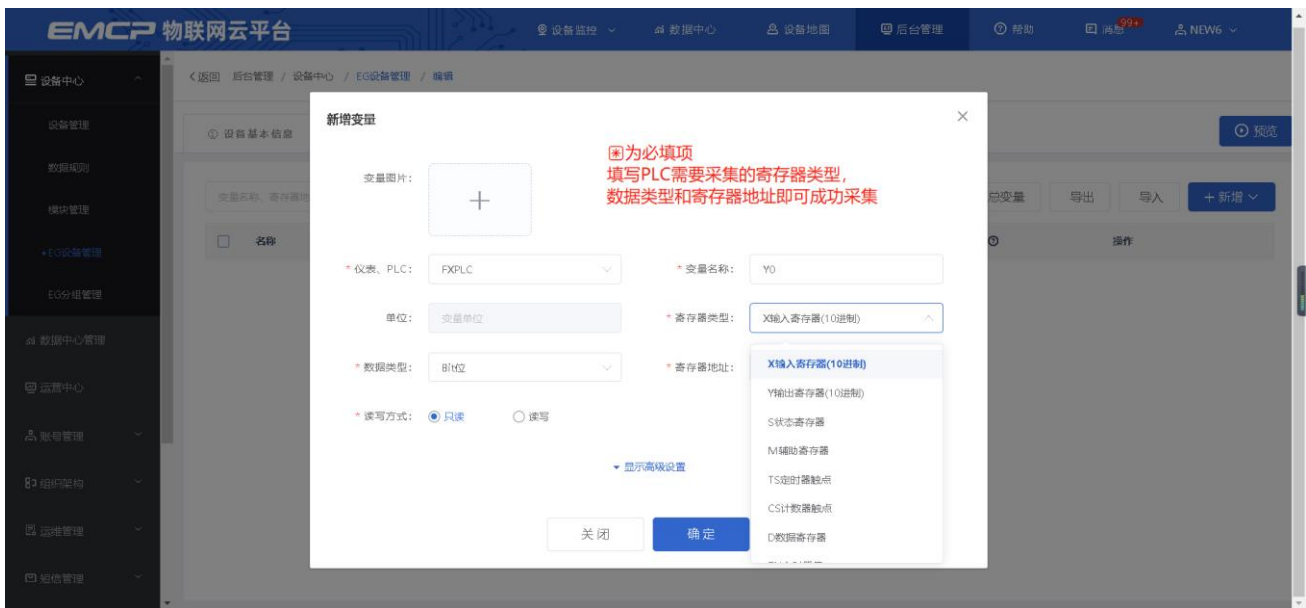 EMCP 物联网云平台
设备监控
数据中心
设备地图
后台管理
帮助
消息
99+
NEW6
设备中心
设备管理
数据规则
模块管理
•EG设备管理
EG分组管理
数据中心管理
运营中心
账号管理
组织架构
运维管理
短信管理
返回 后台管理 / 设备中心 / EG设备管理 / 编辑
① 设备基本信息
预览
变量名称、寄存器地
总变量
导出
导入
+ 新增
名称
操作
新增变量
※为必填项
填写PLC需要采集的寄存器类型,
数据类型和寄存器地址即可成功采集
变量图片:
* 仪表、PLC: FXPLC
* 变量名称: Y0
单位: 变量单位
* 寄存器类型: X输入寄存器(10进制)
* 数据类型: Bit位
* 寄存器地址:
X输入寄存器(10进制)
Y输出寄存器(10进制)
S状态寄存器
M辅助寄存器
TS定时器触点
CS计数器触点
D数据寄存器
* 读写方式: 只读 读写
显示高级设置
关闭
确定